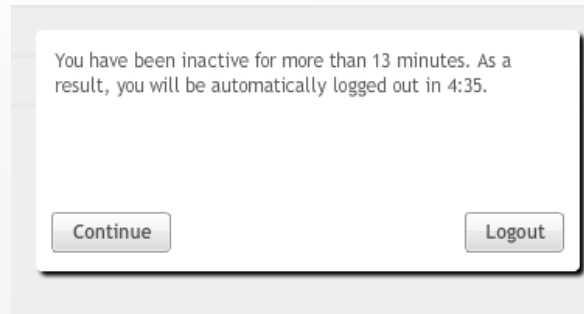 You have been inactive for more than 13 minutes. As a
result, you will be automatically logged out in 4:35.
Continue
Logout